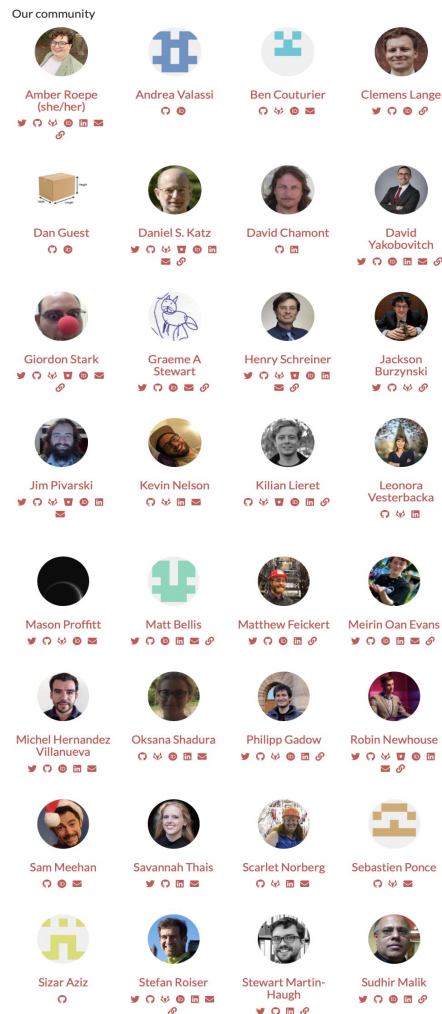 Our community
Amber Roepe
(she/her)
Andrea Valassi
Ben Couturier
Clemens Lange
Dan Guest
Daniel S. Katz
David Chamont
David
Yakobovitch
Giordon Stark
Graeme A
Stewart
Henry Schreiner
Jackson
Burzynski
Jim Pivarski
Kevin Nelson
Kilian Lieret
Leonora
Vesterbacka
Mason Proffitt
Matt Bellis
Matthew Feickert
Meirin Oan Evans
Michel Hernandez
Villanueva
Oksana Shadura
Philipp Gadow
Robin Newhouse
Sam Meehan
Savannah Thais
Scarlet Norberg
Sebastien Ponce
Sizar Aziz
Stefan Roiser
Stewart Martin-
Haugh
Sudhir Malik